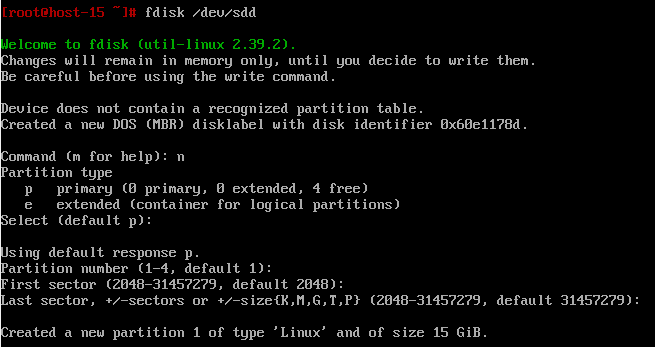 [root@host-15 ~]# fdisk /dev/sdd
Welcome to fdisk (util-linux 2.39.2).
Changes will remain in memory only, until you decide to write them.
Be careful before using the write command.
Device does not contain a recognized partition table.
Created a new DOS (MBR) disklabel with disk identifier 0x60e1178d.
Command (m for help): n
Partition type
p primary (0 primary, 0 extended, 4 free)
e extended (container for logical partitions)
Select (default p):
Using default response p.
Partition number (1-4, default 1):
First sector (2048-31457279, default 2048):
Last sector, +/-sectors or +/-size{K,M,G,T,P} (2048-31457279, default 31457279):
Created a new partition 1 of type 'Linux' and of size 15 GiB.